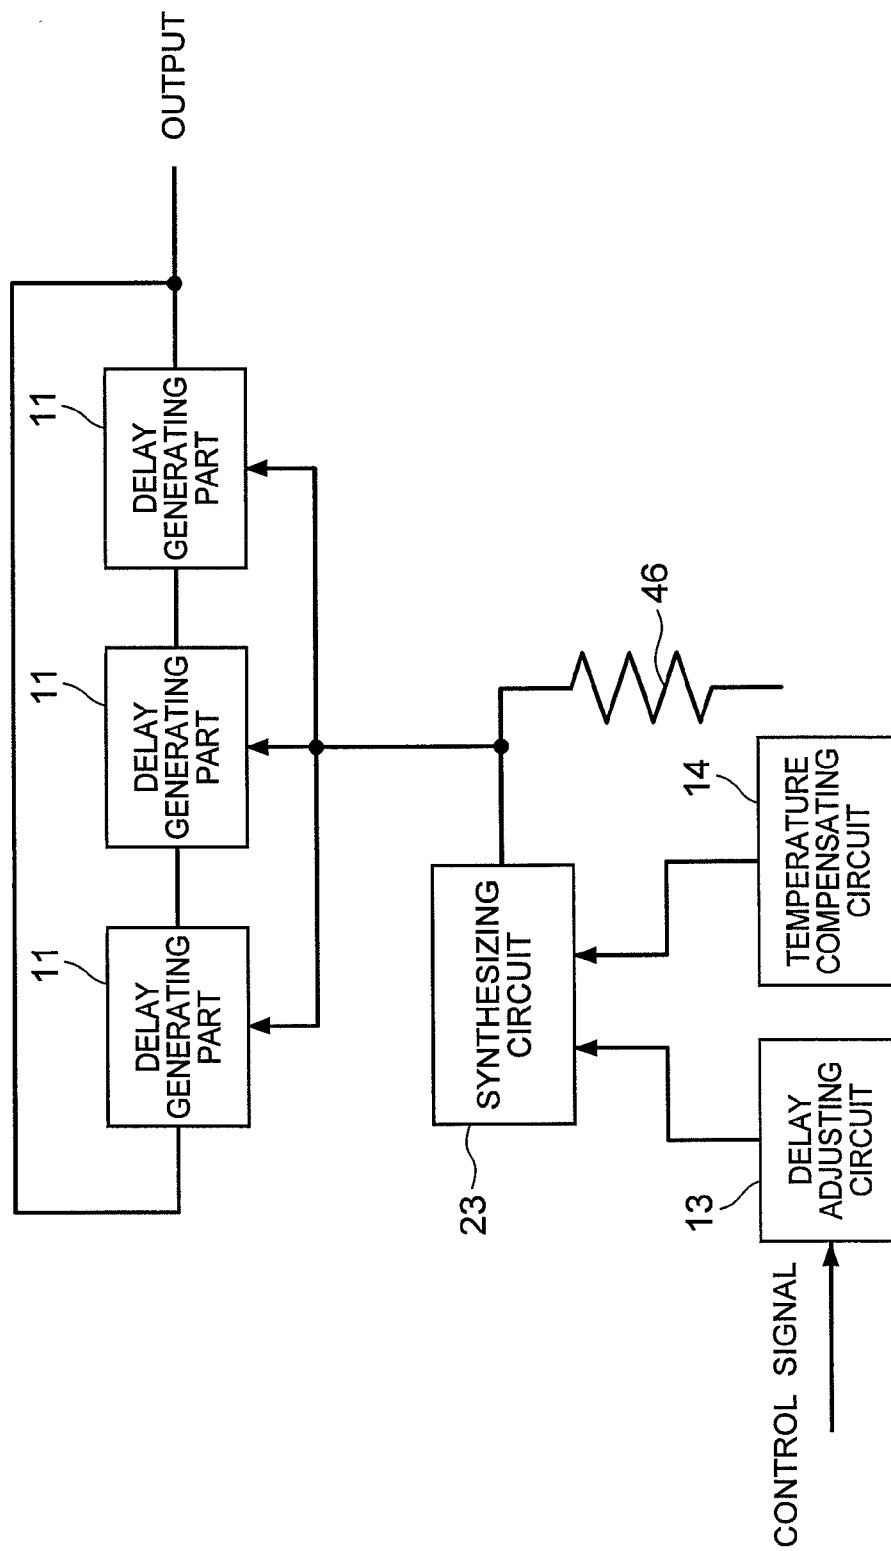 OUTPUT
11
DELAY
GENERATING
PART
11
DELAY
GENERATING
PART
11
DELAY
GENERATING
PART
23
SYNTHESIZING
CIRCUIT
46
CONTROL SIGNAL
13
DELAY
ADJUSTING
CIRCUIT
14
TEMPERATURE
COMPENSATING
CIRCUIT